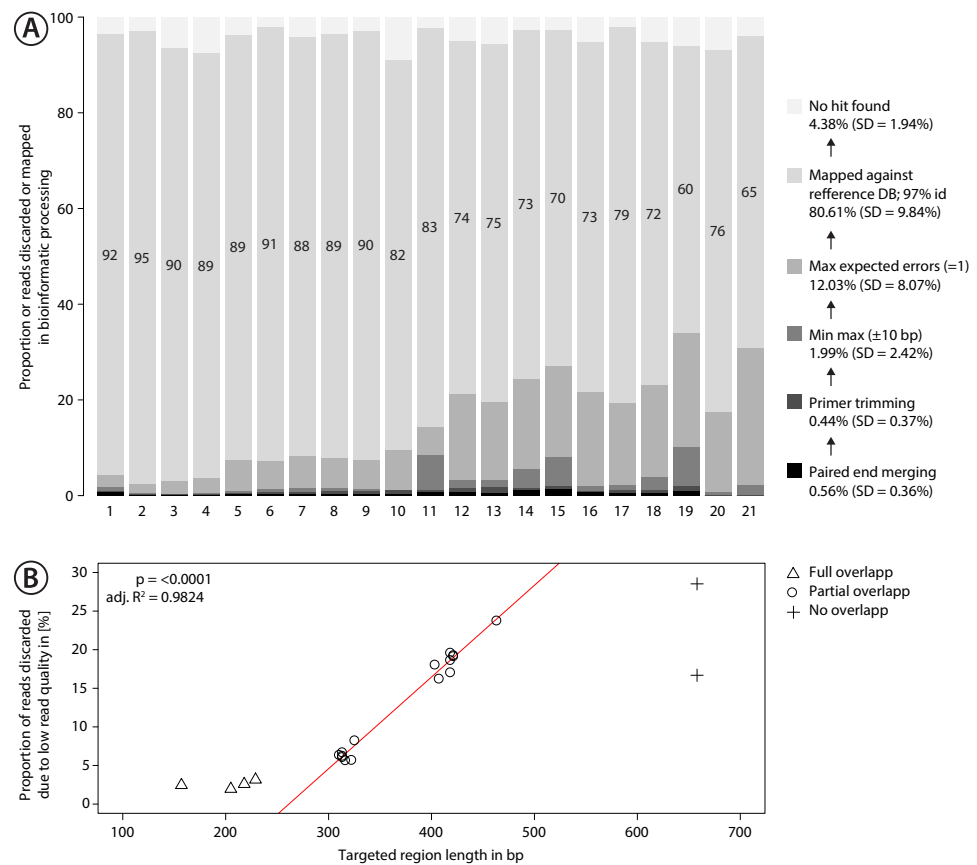 A
100
80
60
40
20
0
Proportion or reads discarded or mapped
in bioinformatic processing
92
95
90
89
89
91
88
89
90
82
83
74
75
73
70
73
79
72
60
76
65
1 2 3 4 5 6 7 8 9 10 11 12 13 14 15 16 17 18 19 20 21
No hit found
4.38% (SD = 1.94%)
Mapped against
refference DB; 97% id
80.61% (SD = 9.84%)
Max expected errors (=1)
12.03% (SD = 8.07%)
Min max (±10 bp)
1.99% (SD = 2.42%)
Primer trimming
0.44% (SD = 0.37%)
Paired end merging
0.56% (SD = 0.36%)
B
30
25
20
15
10
5
0
Proportion of reads discarded
due to low read quality in [%]
p = <0.0001
adj. R² = 0.9824
100 200 300 400 500 600 700
Targeted region length in bp
Full overlapp
Partial overlapp
No overlapp